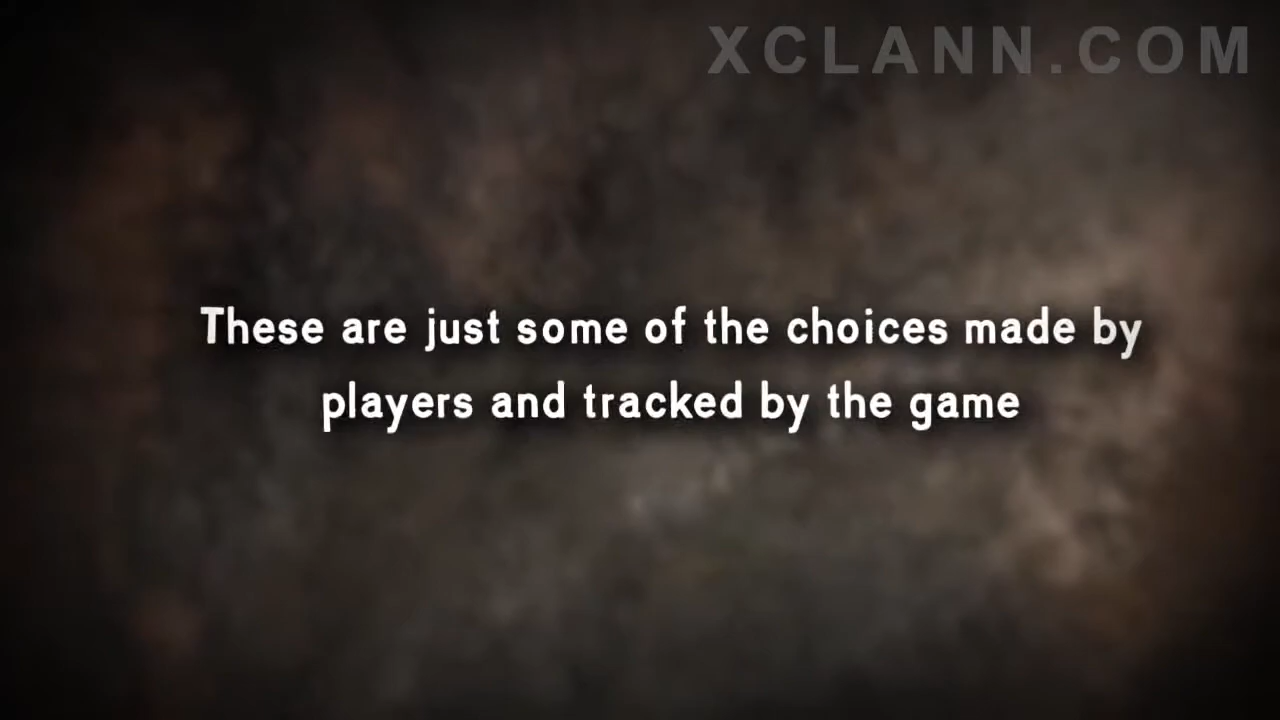 XCLANN.COM
These are just some of the choices made by
players and tracked by the game